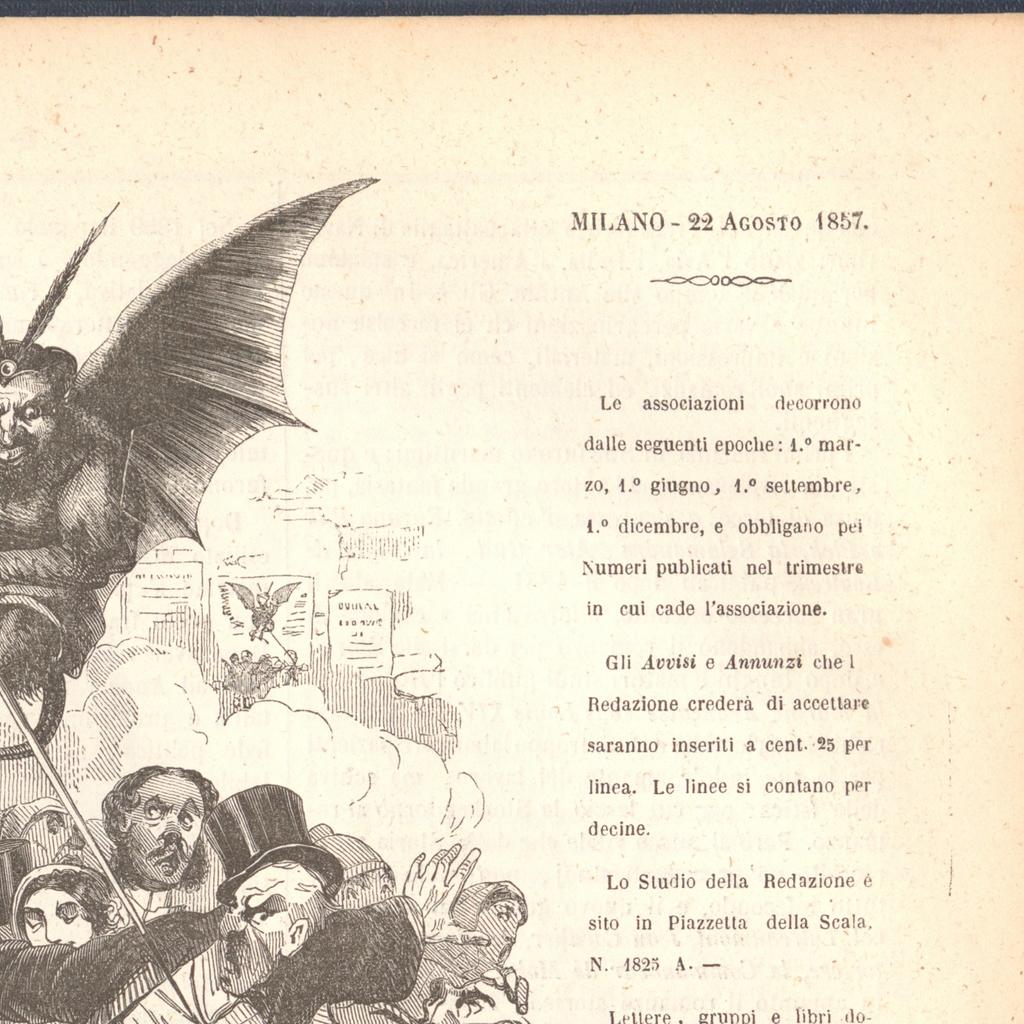 MILANO - 22 AGOSTO 1857.
Le associazioni decorrono
dalle seguenti epoche: 1.º mar-
zo, 1.º giugno, 1.º settembre,
1.º dicembre, e obbligano pei
Numeri publicati nel trimestre
in cui cade l'associazione.
Gli Avvisi e Annunzi che l
Redazione crederà di accettare
saranno inseriti a cent. 25 per
linea. Le linee si contano per
decine.
Lo Studio della Redazione è
sito in Piazzetta della Scala,
N. 1825 A. —
Lettere, gruppi e libri do-